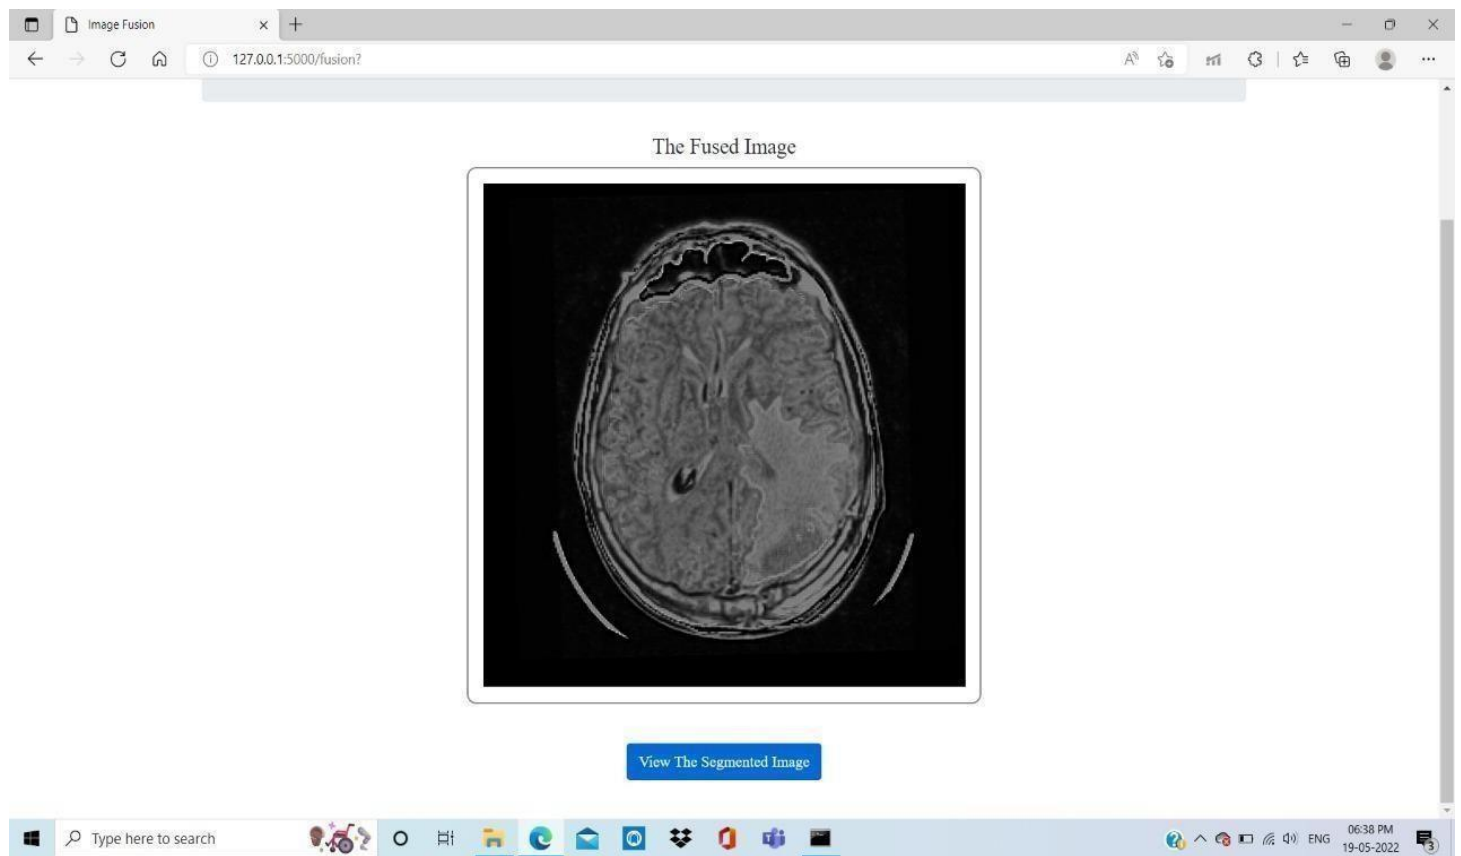 Image Fusion
127.0.0.1:5000/fusion?
The Fused Image
View The Segmented Image
Type here to search
ENG
06:38 PM
19-05-2022
3